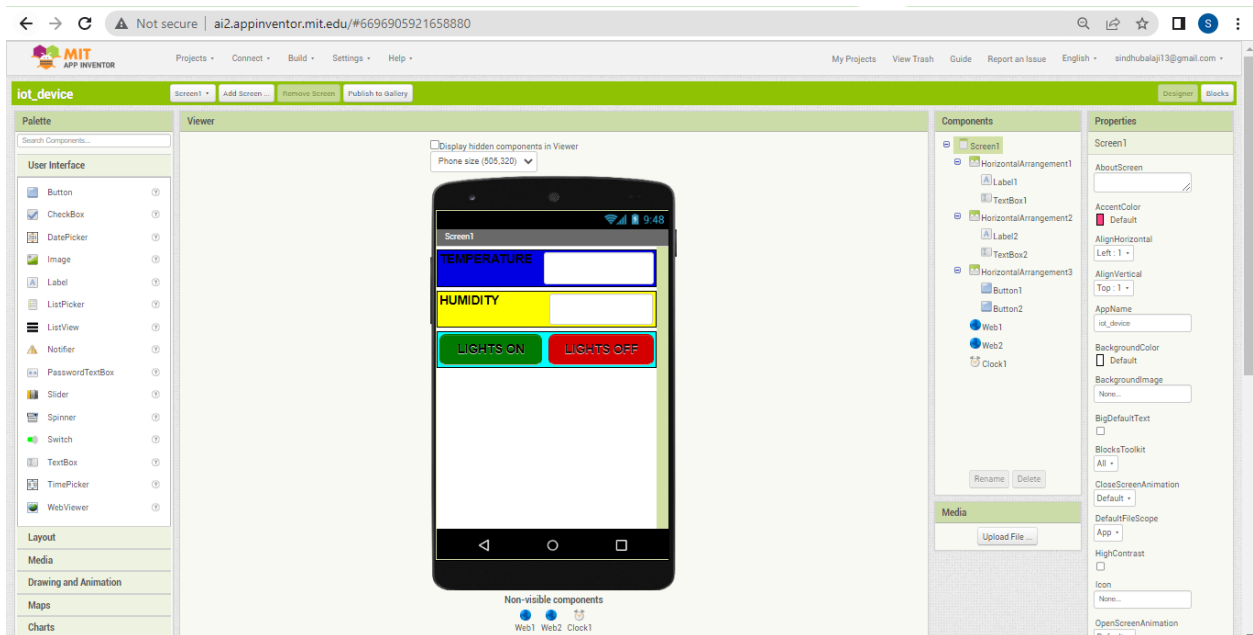 Not secure | ai2.appinventor.mit.edu/#6696905921658880
S
MIT
APP INVENTOR
Projects Connect Build Settings Help
My Projects View Trash Guide Report an Issue English sindhubalaji13@gmail.com
iot_device
Screen1 Add Screen ... Remove Screen Publish to Gallery
Designer Blocks
Palette
Search Components...
User Interface
Button
CheckBox
DatePicker
Image
Label
ListPicker
ListView
Notifier
PasswordTextBox
Slider
Spinner
Switch
TextBox
TimePicker
WebViewer
Layout
Media
Drawing and Animation
Maps
Charts
Viewer
Display hidden components in Viewer
Phone size (505,320)
9:48
Screen1
TEMPERATURE
HUMIDITY
LIGHTS ON LIGHTS OFF
Non-visible components
Web1 Web2 Clock1
Components
Screen1
HorizontalArrangement1
Label1
TextBox1
HorizontalArrangement2
Label2
TextBox2
HorizontalArrangement3
Button1
Button2
Web1
Web2
Clock1
Rename Delete
Media
Upload File ...
Properties
Screen1
AboutScreen
AccentColor
Default
AlignHorizontal
Left : 1
AlignVertical
Top : 1
AppName
iot_device
BackgroundColor
Default
BackgroundImage
None...
BigDefaultText
BlocksToolkit
All
CloseScreenAnimation
Default
DefaultFileScope
App
HighContrast
Icon
None...
OpenScreenAnimation